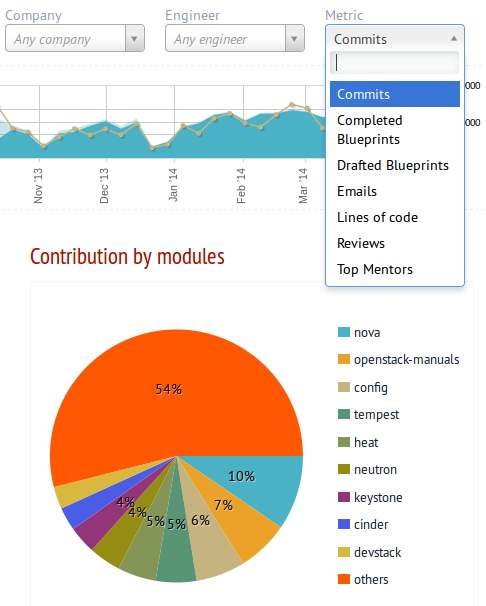 Company
Engineer
Metric
Any company
Any engineer
Commits
Commits
Completed
Blueprints
Drafted Blueprints
Emails
Lines of code
Reviews
Top Mentors
000
000
Nov '13
Dec '13
Jan '14
Feb '14
Mar '14
Contribution by modules
54%
10%
7%
6%
5%
5%
4%
4%
nova
openstack-manuals
config
tempest
heat
neutron
keystone
cinder
devstack
others